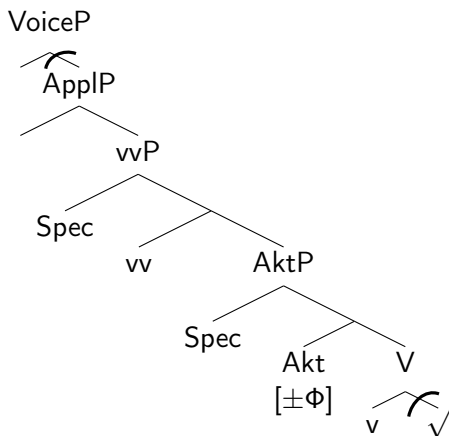 VoiceP
ApplP
vvP
Spec
vv AktP
Spec
Akt V
[±Φ]
v √